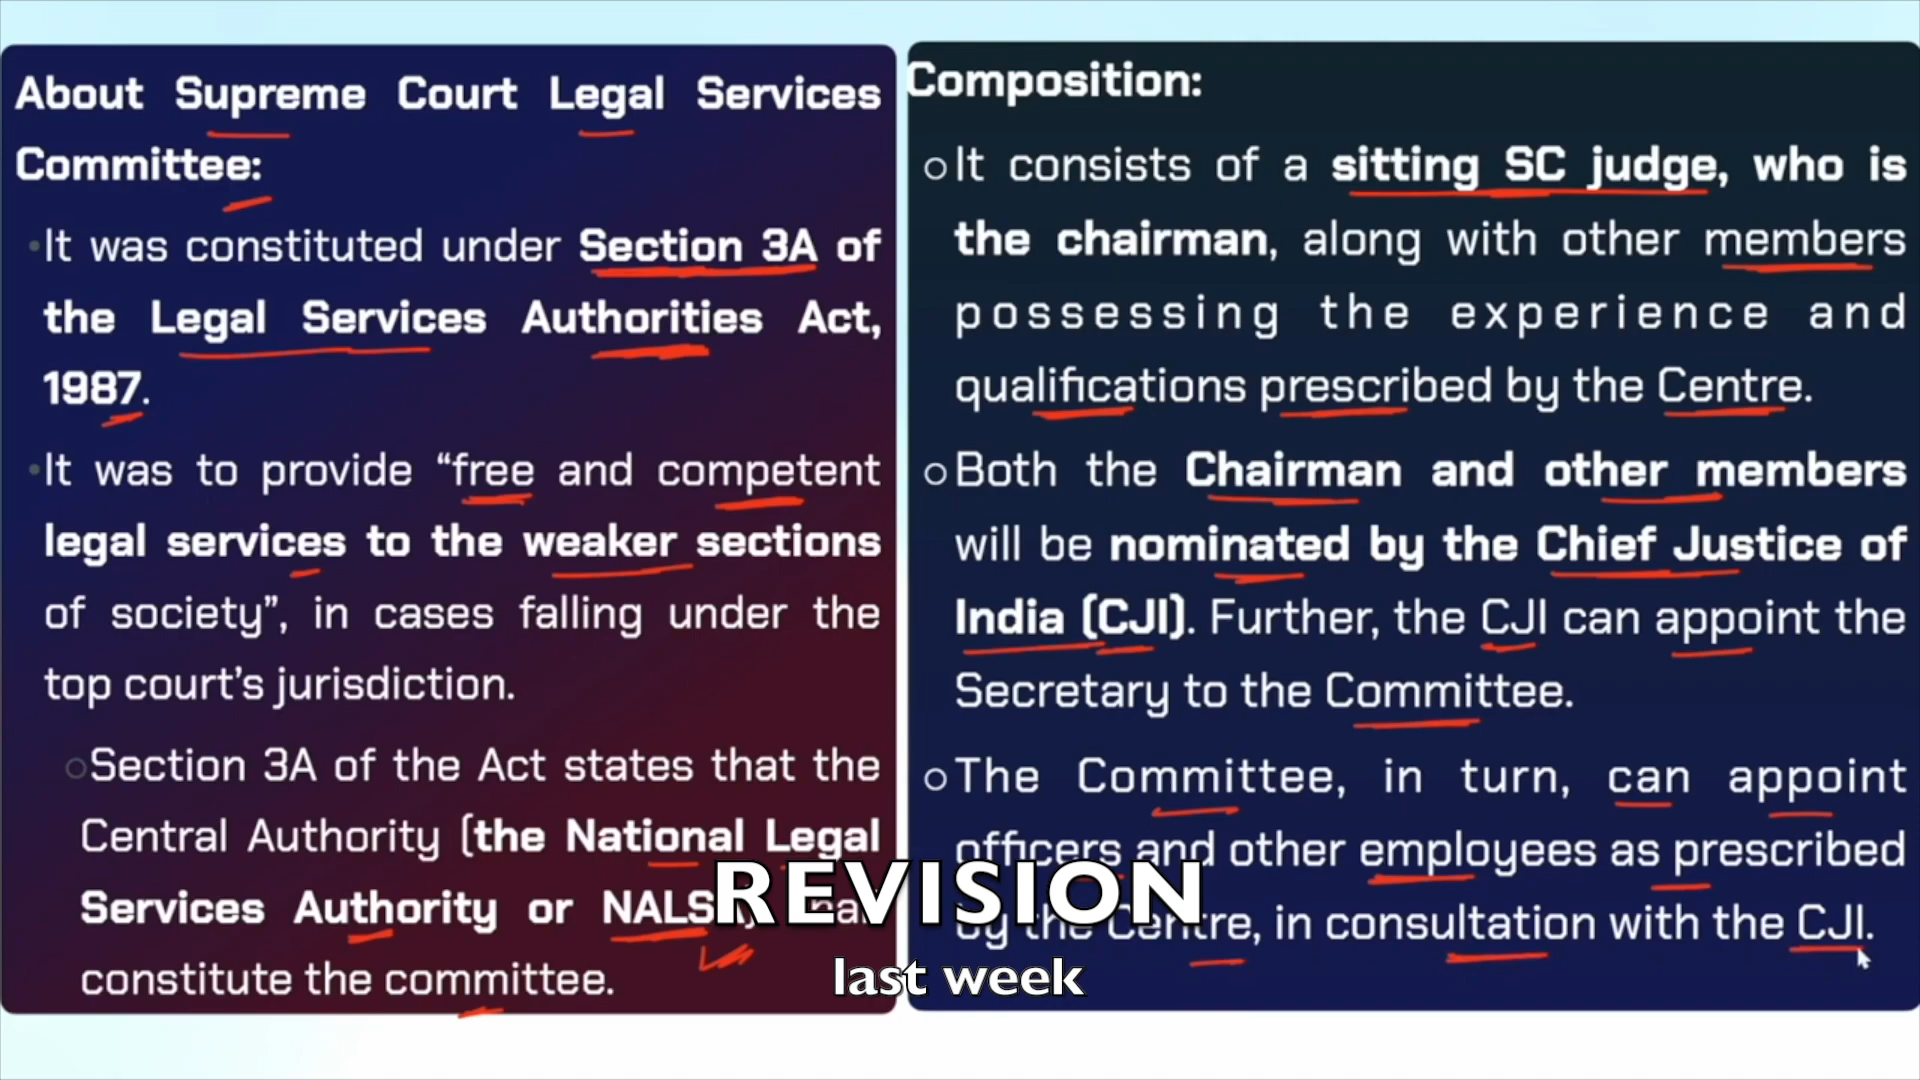 About Supreme Court Legal Services
Committee:
•It was constituted under Section 3A of
the Legal Services Authorities Act,
1987.
•It was to provide “free and competent
legal services to the weaker sections
of society”, in cases falling under the
top court’s jurisdiction.
○Section 3A of the Act states that the
Central Authority (the National Legal
Services Authority or NALS
constitute the committee.
Composition:
○It consists of a sitting SC judge, who is
the chairman, along with other members
possessing the experience and
qualifications prescribed by the Centre.
○Both the Chairman and other members
will be nominated by the Chief Justice of
India (CJI). Further, the CJI can appoint the
Secretary to the Committee.
○The Committee, in turn, can appoint
officers and other employees as prescribed
by the Centre, in consultation with the CJI.
REVISION
last week